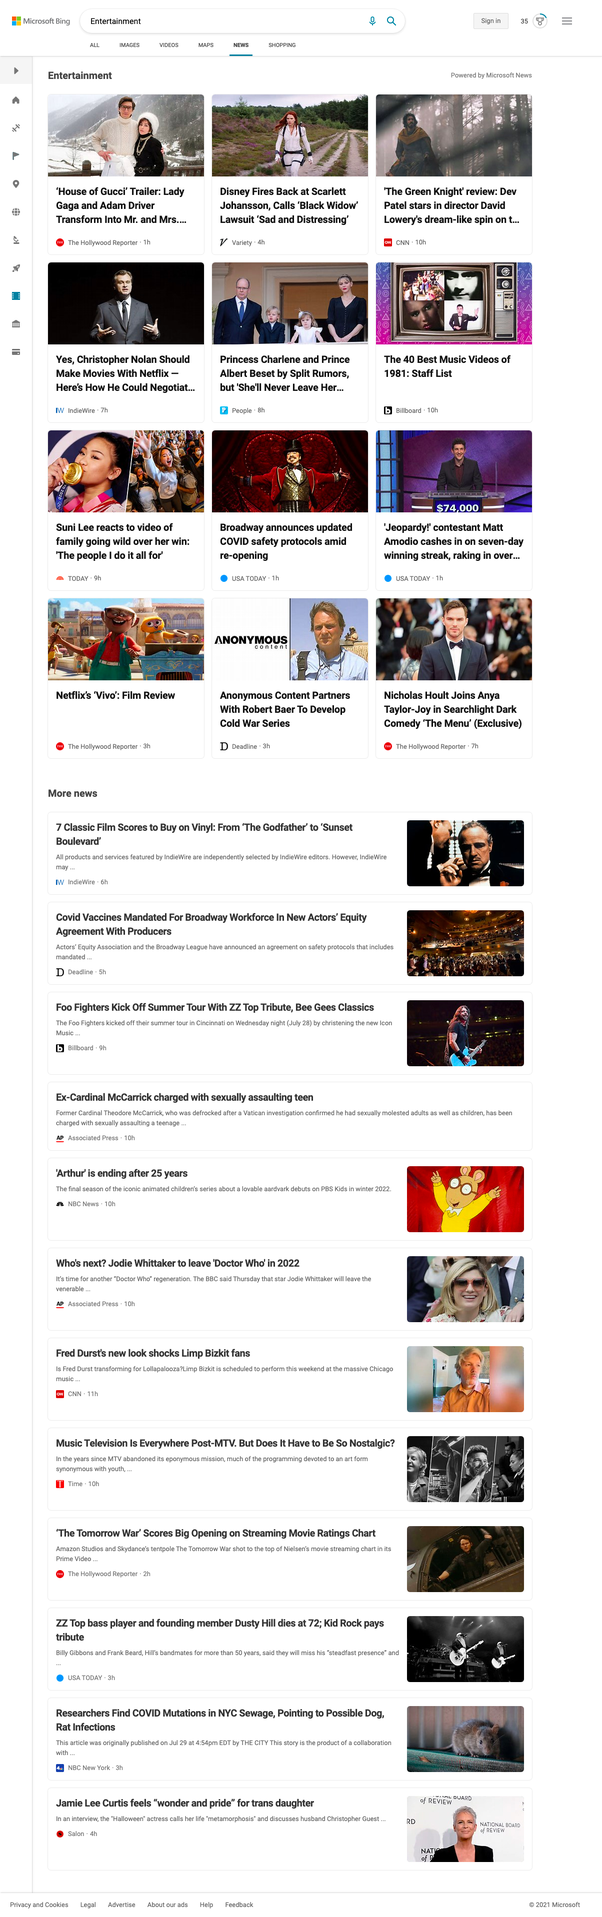 Microsoft Bing
Entertainment
Sign in
35
ALL
IMAGES
VIDEOS
MAPS
NEWS
SHOPPING
Entertainment
Powered by Microsoft News
'House of Gucci' Trailer: Lady
Gaga and Adam Driver
Transform Into Mr. and Mrs....
The Hollywood Reporter · 1h
Disney Fires Back at Scarlett
Johansson, Calls 'Black Widow'
Lawsuit 'Sad and Distressing'
Variety · 4h
'The Green Knight' review: Dev
Patel stars in director David
Lowery's dream-like spin on t...
CNN · 10h
Yes, Christopher Nolan Should
Make Movies With Netflix —
Here's How He Could Negotiat...
IndieWire · 7h
Princess Charlene and Prince
Albert Beset by Split Rumors,
but 'She'll Never Leave Her...
People · 8h
The 40 Best Music Videos of
1981: Staff List
Billboard · 10h
Suni Lee reacts to video of
family going wild over her win:
'The people I do it all for'
TODAY · 9h
Broadway announces updated
COVID safety protocols amid
re-opening
USA TODAY · 1h
$74,000
'Jeopardy!' contestant Matt
Amodio cashes in on seven-day
winning streak, raking in over...
USA TODAY · 1h
Netflix's 'Vivo': Film Review
The Hollywood Reporter · 3h
ANONYMOUS
content
Anonymous Content Partners
With Robert Baer To Develop
Cold War Series
Deadline · 3h
Nicholas Hoult Joins Anya
Taylor-Joy in Searchlight Dark
Comedy 'The Menu' (Exclusive)
The Hollywood Reporter · 7h
More news
7 Classic Film Scores to Buy on Vinyl: From 'The Godfather' to 'Sunset
Boulevard'
All products and services featured by IndieWire are independently selected by IndieWire editors. However, IndieWire
may ...
IndieWire · 6h
Covid Vaccines Mandated For Broadway Workforce In New Actors' Equity
Agreement With Producers
Actors' Equity Association and the Broadway League have announced an agreement on safety protocols that includes
mandated ...
Deadline · 5h
Foo Fighters Kick Off Summer Tour With ZZ Top Tribute, Bee Gees Classics
The Foo Fighters kicked off their summer tour in Cincinnati on Wednesday night (July 28) by christening the new Icon
Music ...
Billboard · 9h
Ex-Cardinal McCarrick charged with sexually assaulting teen
Former Cardinal Theodore McCarrick, who was defrocked after a Vatican investigation confirmed he had sexually molested adults as well as children, has been
charged with sexually assaulting a teenage ...
AP Associated Press · 10h
'Arthur' is ending after 25 years
The final season of the iconic animated children's series about a lovable aardvark debuts on PBS Kids in winter 2022.
NBC News · 10h
Who's next? Jodie Whittaker to leave 'Doctor Who' in 2022
It's time for another "Doctor Who" regeneration. The BBC said Thursday that star Jodie Whittaker will leave the
venerable ...
AP Associated Press · 10h
Fred Durst's new look shocks Limp Bizkit fans
Is Fred Durst transforming for Lollapalooza?Limp Bizkit is scheduled to perform this weekend at the massive Chicago
music ...
CNN · 11h
Music Television Is Everywhere Post-MTV. But Does It Have to Be So Nostalgic?
In the years since MTV abandoned its eponymous mission, much of the programming devoted to an art form
synonymous with youth, ...
Time · 10h
'The Tomorrow War' Scores Big Opening on Streaming Movie Ratings Chart
Amazon Studios and Skydance's tentpole The Tomorrow War shot to the top of Nielsen's movie streaming chart in its
Prime Video ...
The Hollywood Reporter · 2h
ZZ Top bass player and founding member Dusty Hill dies at 72; Kid Rock pays
tribute
Billy Gibbons and Frank Beard, Hill's bandmates for more than 50 years, said they will miss his "steadfast presence" and
...
USA TODAY · 3h
Researchers Find COVID Mutations in NYC Sewage, Pointing to Possible Dog,
Rat Infections
This article was originally published on Jul 29 at 4:54pm EDT by THE CITY This story is the product of a collaboration
with ...
NBC New York · 3h
Jamie Lee Curtis feels "wonder and pride" for trans daughter
In an interview, the "Halloween" actress calls her life "metamorphosis" and discusses husband Christopher Guest ...
Salon · 4h
of REVIEW
NATIONAL BOARD
of REVIEW
Privacy and Cookies
Legal
Advertise
About our ads
Help
Feedback
© 2021 Microsoft